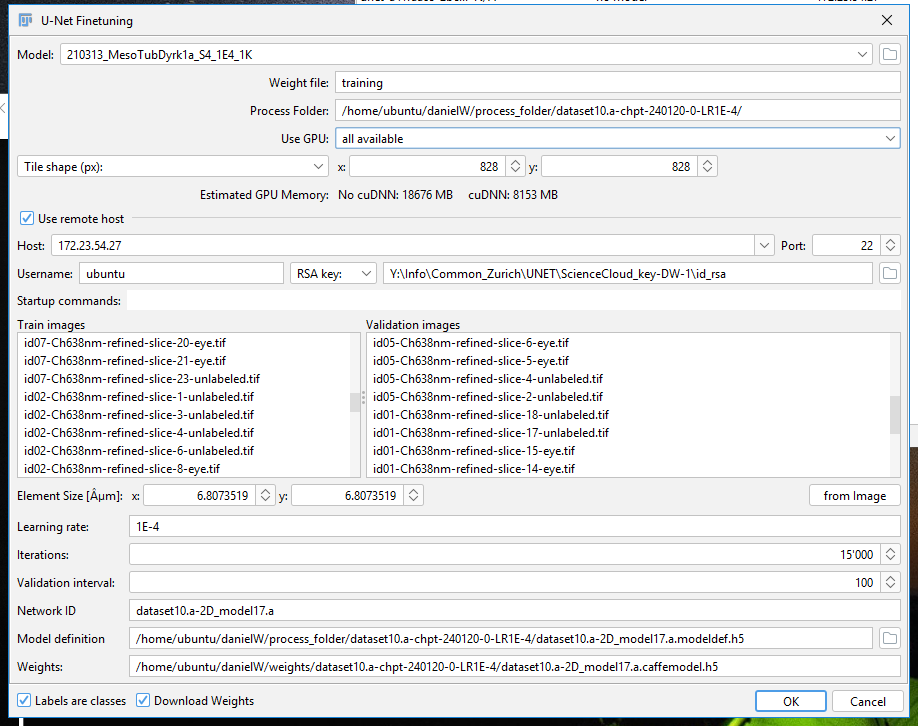 U-Net Finetuning
Model: 210313_MesoTubDyrk1a_S4_1E4_1K
Weight file: training
Process Folder: /home/ubuntu/danielW/process_folder/dataset10.a-chpt-240120-0-LR1E-4/
Use GPU: all available
Tile shape (px): x: 828 y: 828
Estimated GPU Memory: No cuDNN: 18676 MB cuDNN: 8153 MB
Use remote host
Host: 172.23.54.27 Port: 22
Username: ubuntu RSA key: Y:\Info\Common_Zurich\UNET\ScienceCloud_key-DW-1\id_rsa
Startup commands:
Train images
id07-Ch638nm-refined-slice-20-eye.tif
id07-Ch638nm-refined-slice-21-eye.tif
id07-Ch638nm-refined-slice-23-unlabeled.tif
id02-Ch638nm-refined-slice-1-unlabeled.tif
id02-Ch638nm-refined-slice-3-unlabeled.tif
id02-Ch638nm-refined-slice-4-unlabeled.tif
id02-Ch638nm-refined-slice-6-unlabeled.tif
id02-Ch638nm-refined-slice-8-eye.tif
Validation images
id05-Ch638nm-refined-slice-6-eye.tif
id05-Ch638nm-refined-slice-5-eye.tif
id05-Ch638nm-refined-slice-4-unlabeled.tif
id05-Ch638nm-refined-slice-2-unlabeled.tif
id01-Ch638nm-refined-slice-18-unlabeled.tif
id01-Ch638nm-refined-slice-17-unlabeled.tif
id01-Ch638nm-refined-slice-15-eye.tif
id01-Ch638nm-refined-slice-14-eye.tif
Element Size [Âµm]: x: 6.8073519 y: 6.8073519 from Image
Learning rate: 1E-4
Iterations: 15'000
Validation interval: 100
Network ID dataset10.a-2D_model17.a
Model definition /home/ubuntu/danielW/process_folder/dataset10.a-chpt-240120-0-LR1E-4/dataset10.a-2D_model17.a.modeldef.h5
Weights: /home/ubuntu/danielW/weights/dataset10.a-chpt-240120-0-LR1E-4/dataset10.a-2D_model17.a.caffemodel.h5
Labels are classes Download Weights OK Cancel